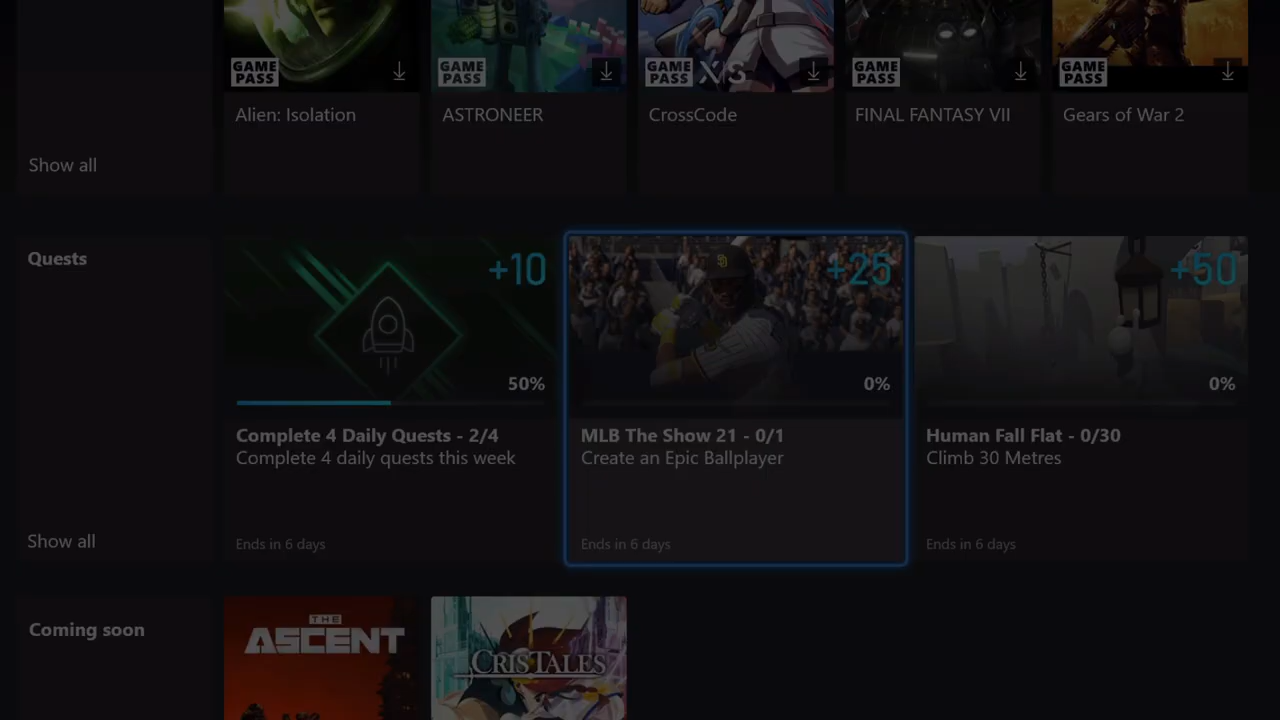 GAME
PASS
GAME
PASS
GAME
PASS
X|S
GAME
PASS
GAME
PASS
Alien: Isolation
ASTRONEER
CrossCode
FINAL FANTASY VII
Gears of War 2
Show all
Quests
+10
+25
+50
50%
0%
0%
Complete 4 Daily Quests - 2/4
Complete 4 daily quests this week
MLB The Show 21 - 0/1
Create an Epic Ballplayer
Human Fall Flat - 0/30
Climb 30 Metres
Show all
Ends in 6 days
Ends in 6 days
Ends in 6 days
Coming soon
THE
ASCENT
CRIS TALES